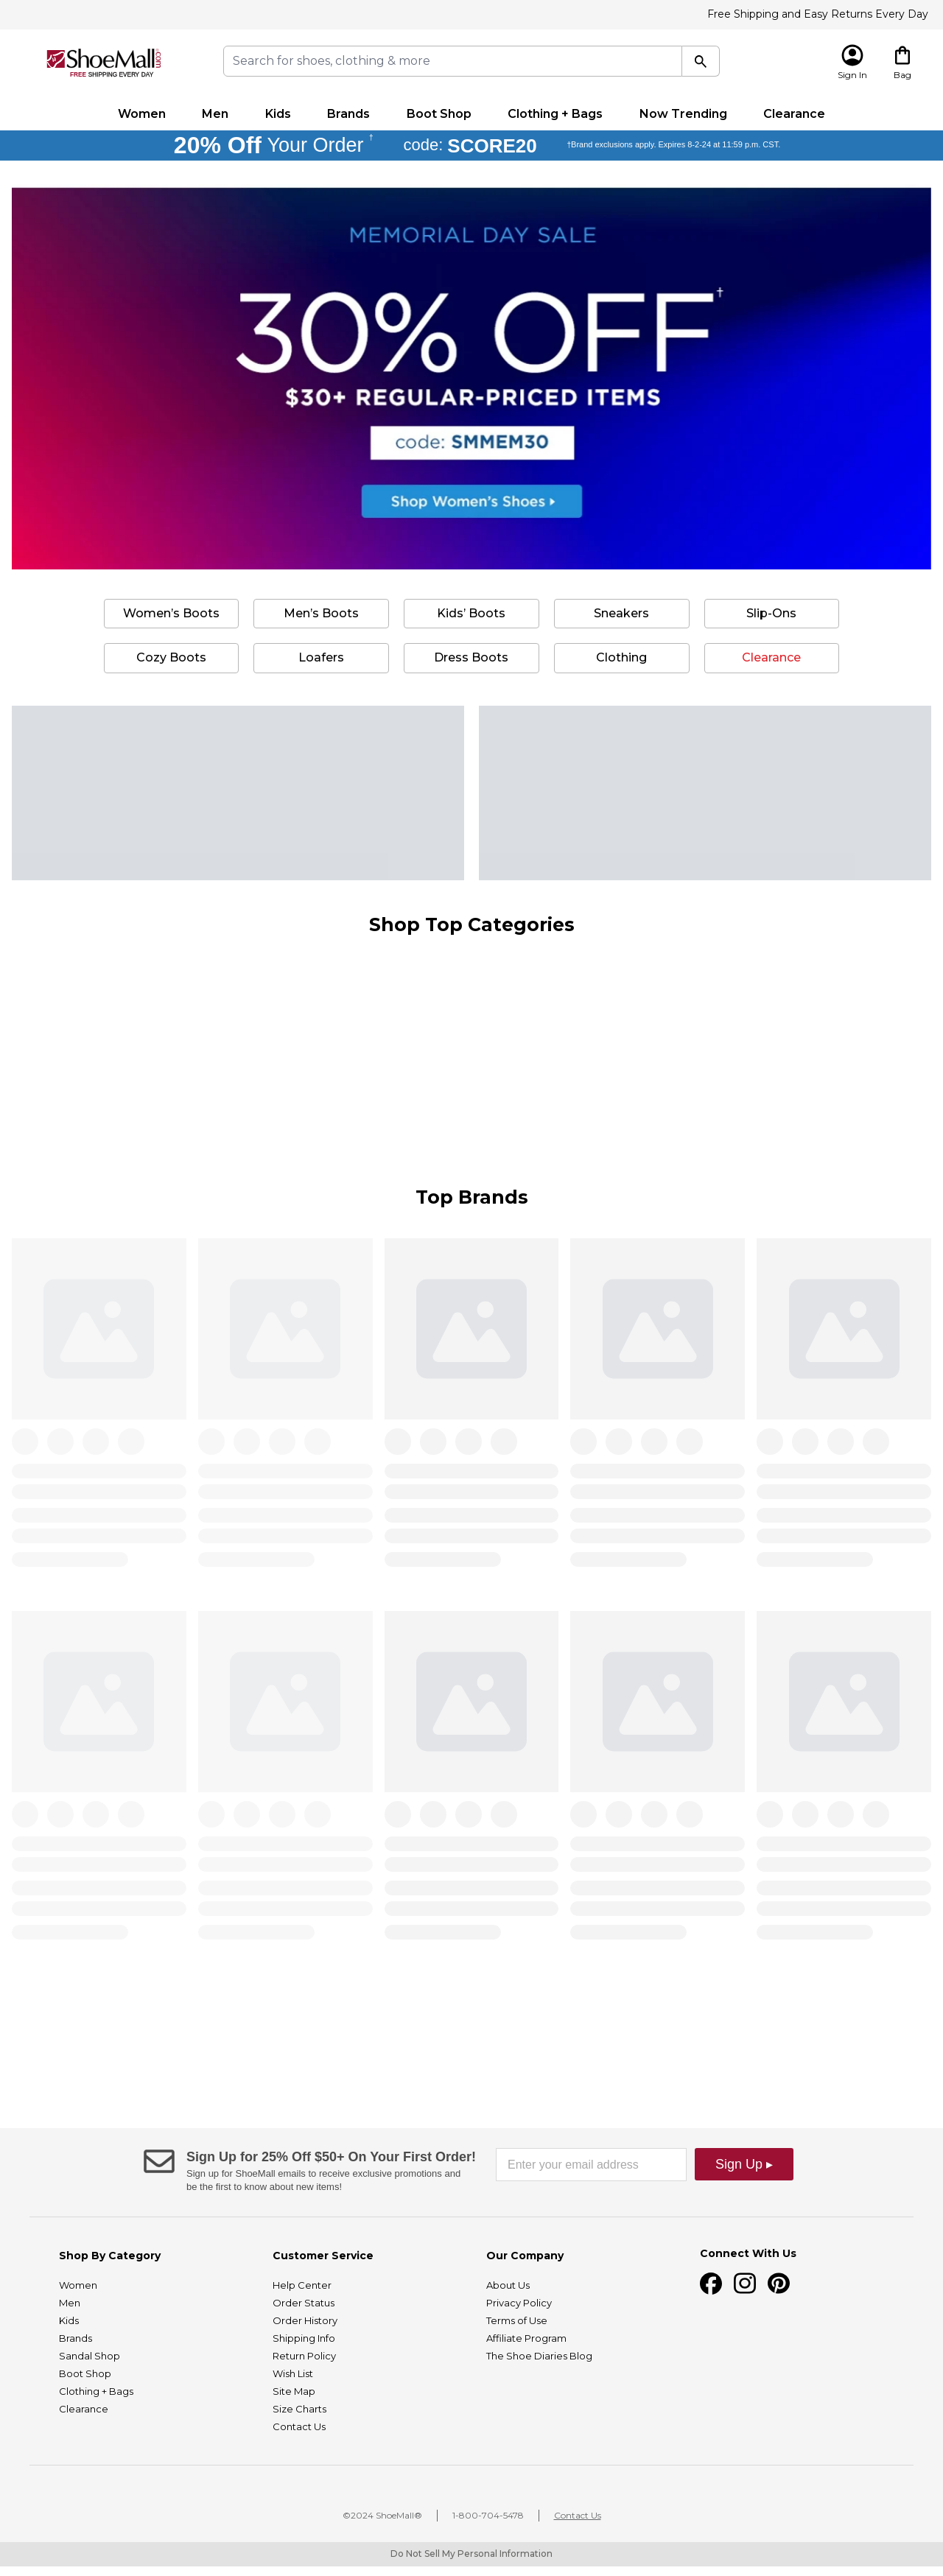 Free Shipping and Easy Returns Every Day
ShoeMall.com
FREE SHIPPING EVERY DAY
Search for shoes, clothing & more
Sign In
Bag
Women
Men
Kids
Brands
Boot Shop
Clothing + Bags
Now Trending
Clearance
20% Off Your Order †
code: SCORE20
†Brand exclusions apply. Expires 8-2-24 at 11:59 p.m. CST.
MEMORIAL DAY SALE
30% OFF†
$30+ REGULAR-PRICED ITEMS
code: SMMEM30
Shop Women's Shoes ▸
Women's Boots
Men's Boots
Kids' Boots
Sneakers
Slip-Ons
Cozy Boots
Loafers
Dress Boots
Clothing
Clearance
Shop Top Categories
Top Brands
Sign Up for 25% Off $50+ On Your First Order!
Sign up for ShoeMall emails to receive exclusive promotions and
be the first to know about new items!
Enter your email address
Sign Up ▸
Shop By Category
Women
Men
Kids
Brands
Sandal Shop
Boot Shop
Clothing + Bags
Clearance
Customer Service
Help Center
Order Status
Order History
Shipping Info
Return Policy
Wish List
Site Map
Size Charts
Contact Us
Our Company
About Us
Privacy Policy
Terms of Use
Affiliate Program
The Shoe Diaries Blog
Connect With Us
©2024 ShoeMall®
1-800-704-5478
Contact Us
Do Not Sell My Personal Information